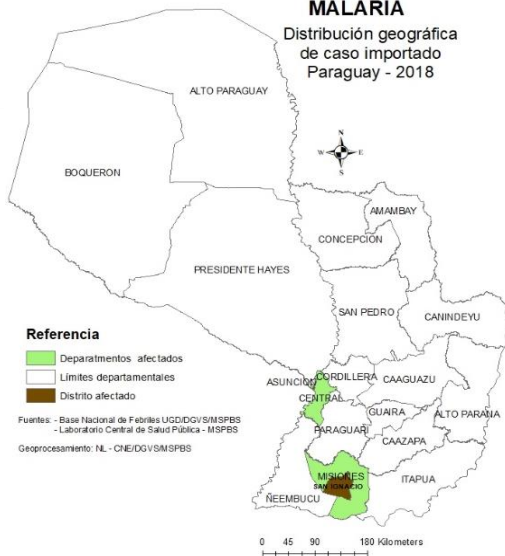 MALARIA
Distribución geográfica
de caso importado
Paraguay - 2018
ALTO PARAGUAY
N
W E
S
BOQUERON
AMAMBAY
CONCEPCION
PRESIDENTE HAYES
SAN PEDRO
CANINDEYU
Referencia
Deparatmentos afectados
Límites departamentales
Distrito afectado
Fuentes: - Base Nacional de Febriles UGD/DGVS/MSPBS
- Laboratorio Central de Salud Pública - MSPBS
Geoprocesamiento: NL - CNE/DGVS/MSPBS
ASUNCION
CORDILLERA
CAAGUAZU
CENTRAL
GUAIRA
ALTO PARANA
PARAGUARI
CAAZAPA
MISIONES
SAN IGNACIO
ITAPUA
ÑEEMBUCU
0 45 90 180 Kilometers